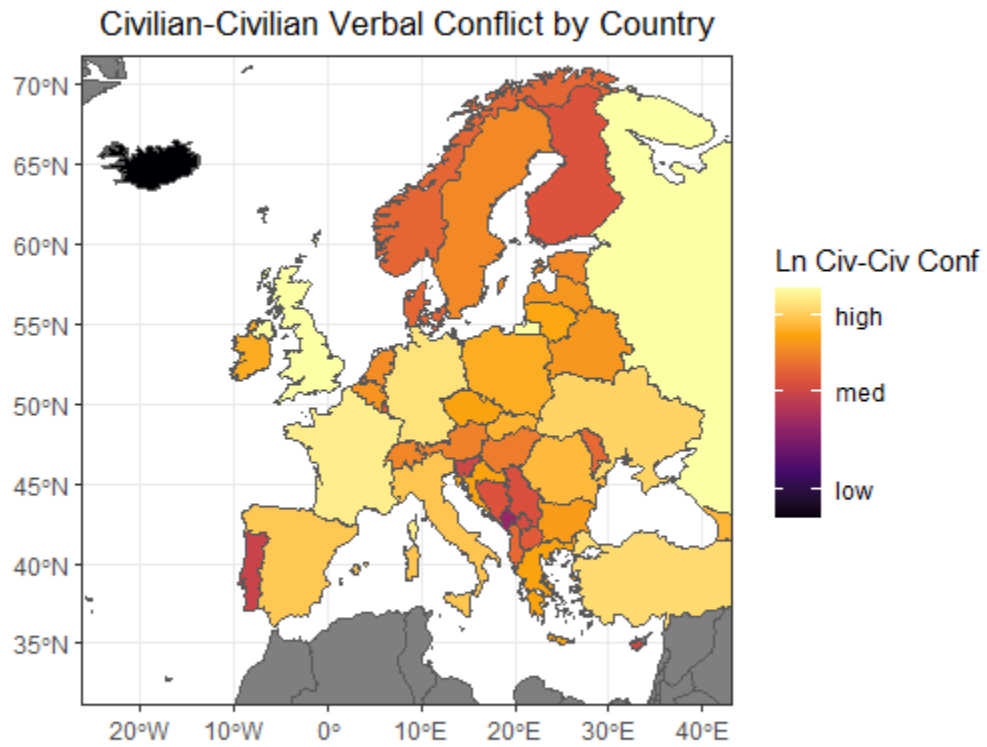 Civilian-Civilian Verbal Conflict by Country
70°N
65°N
60°N
55°N
50°N
45°N
40°N
35°N
20°W 10°W 0° 10°E 20°E 30°E 40°E
Ln Civ-Civ Conf
high
med
low